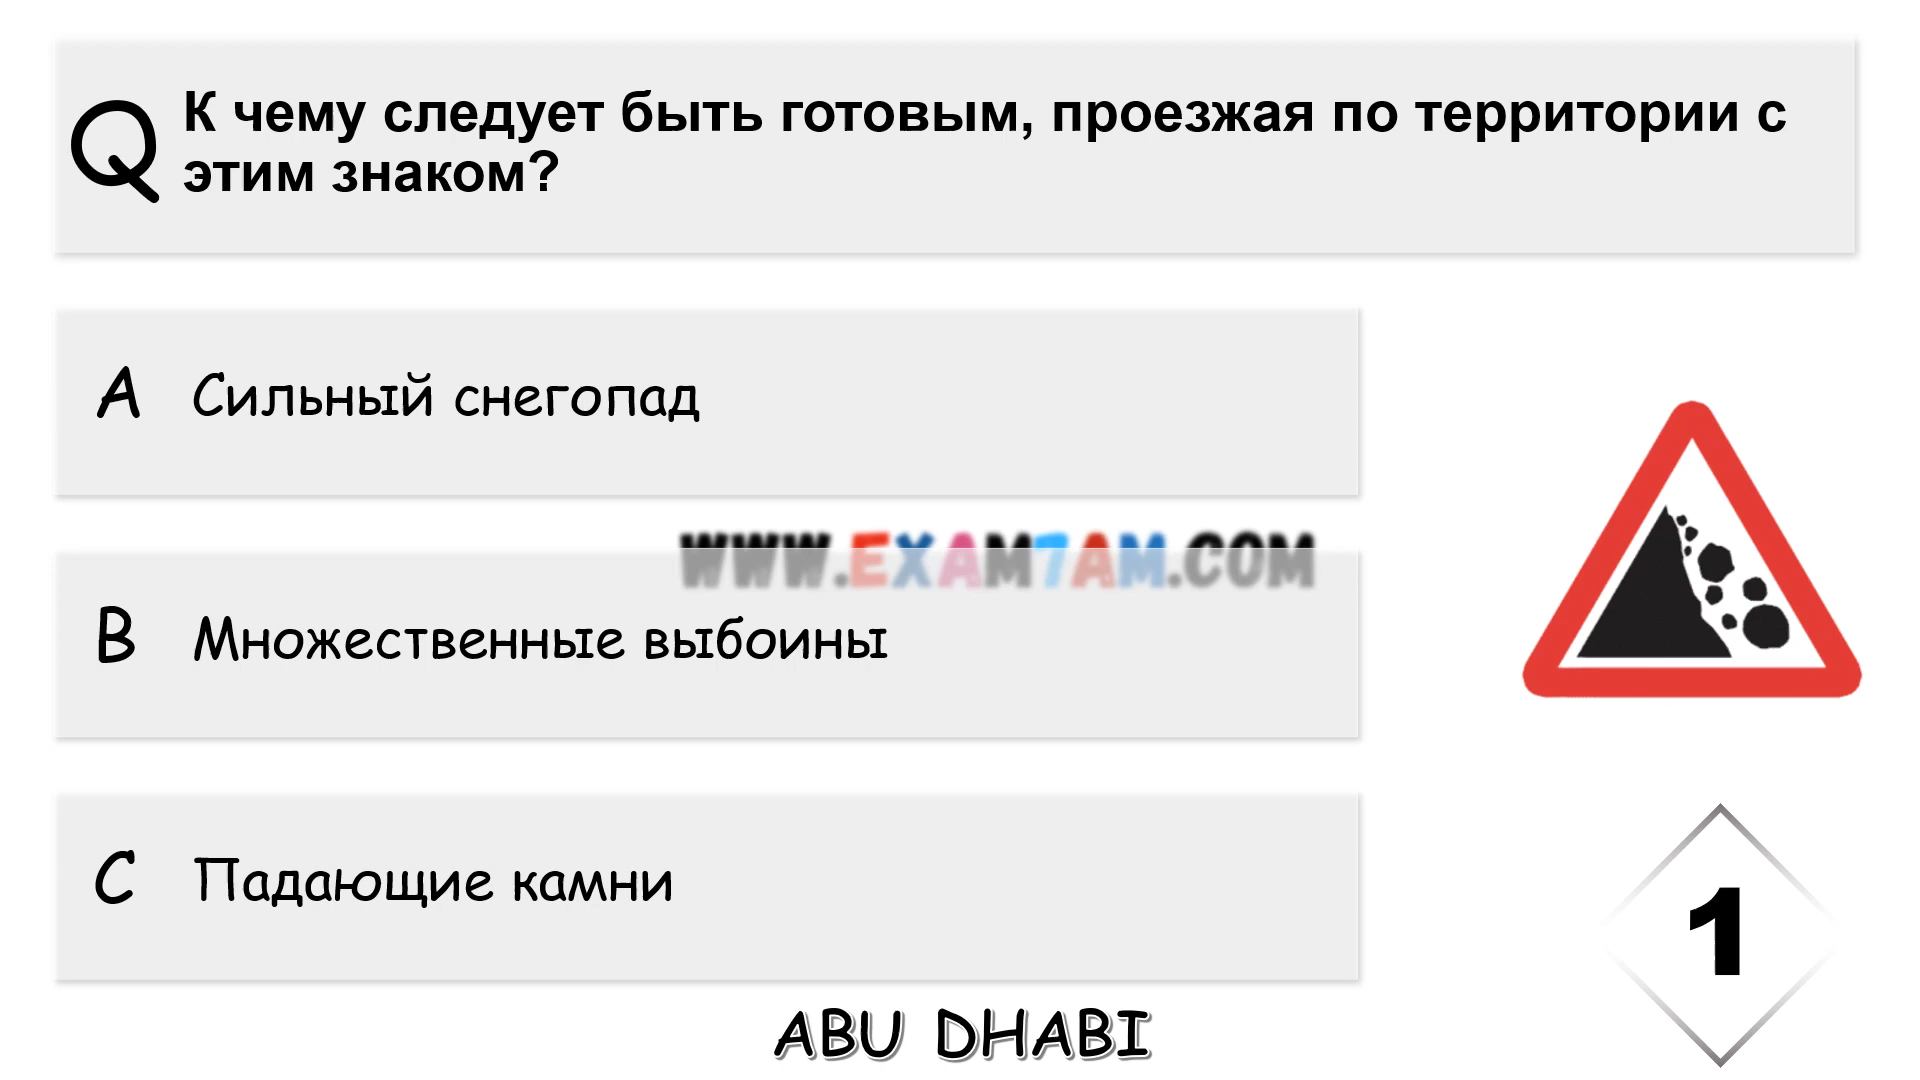 Q К чему следует быть готовым, проезжая по территории с
этим знаком?
A Сильный снегопад
WWW.EXAM7AM.COM
B Множественные выбоины
C Падающие камни
1
ABU DHABI